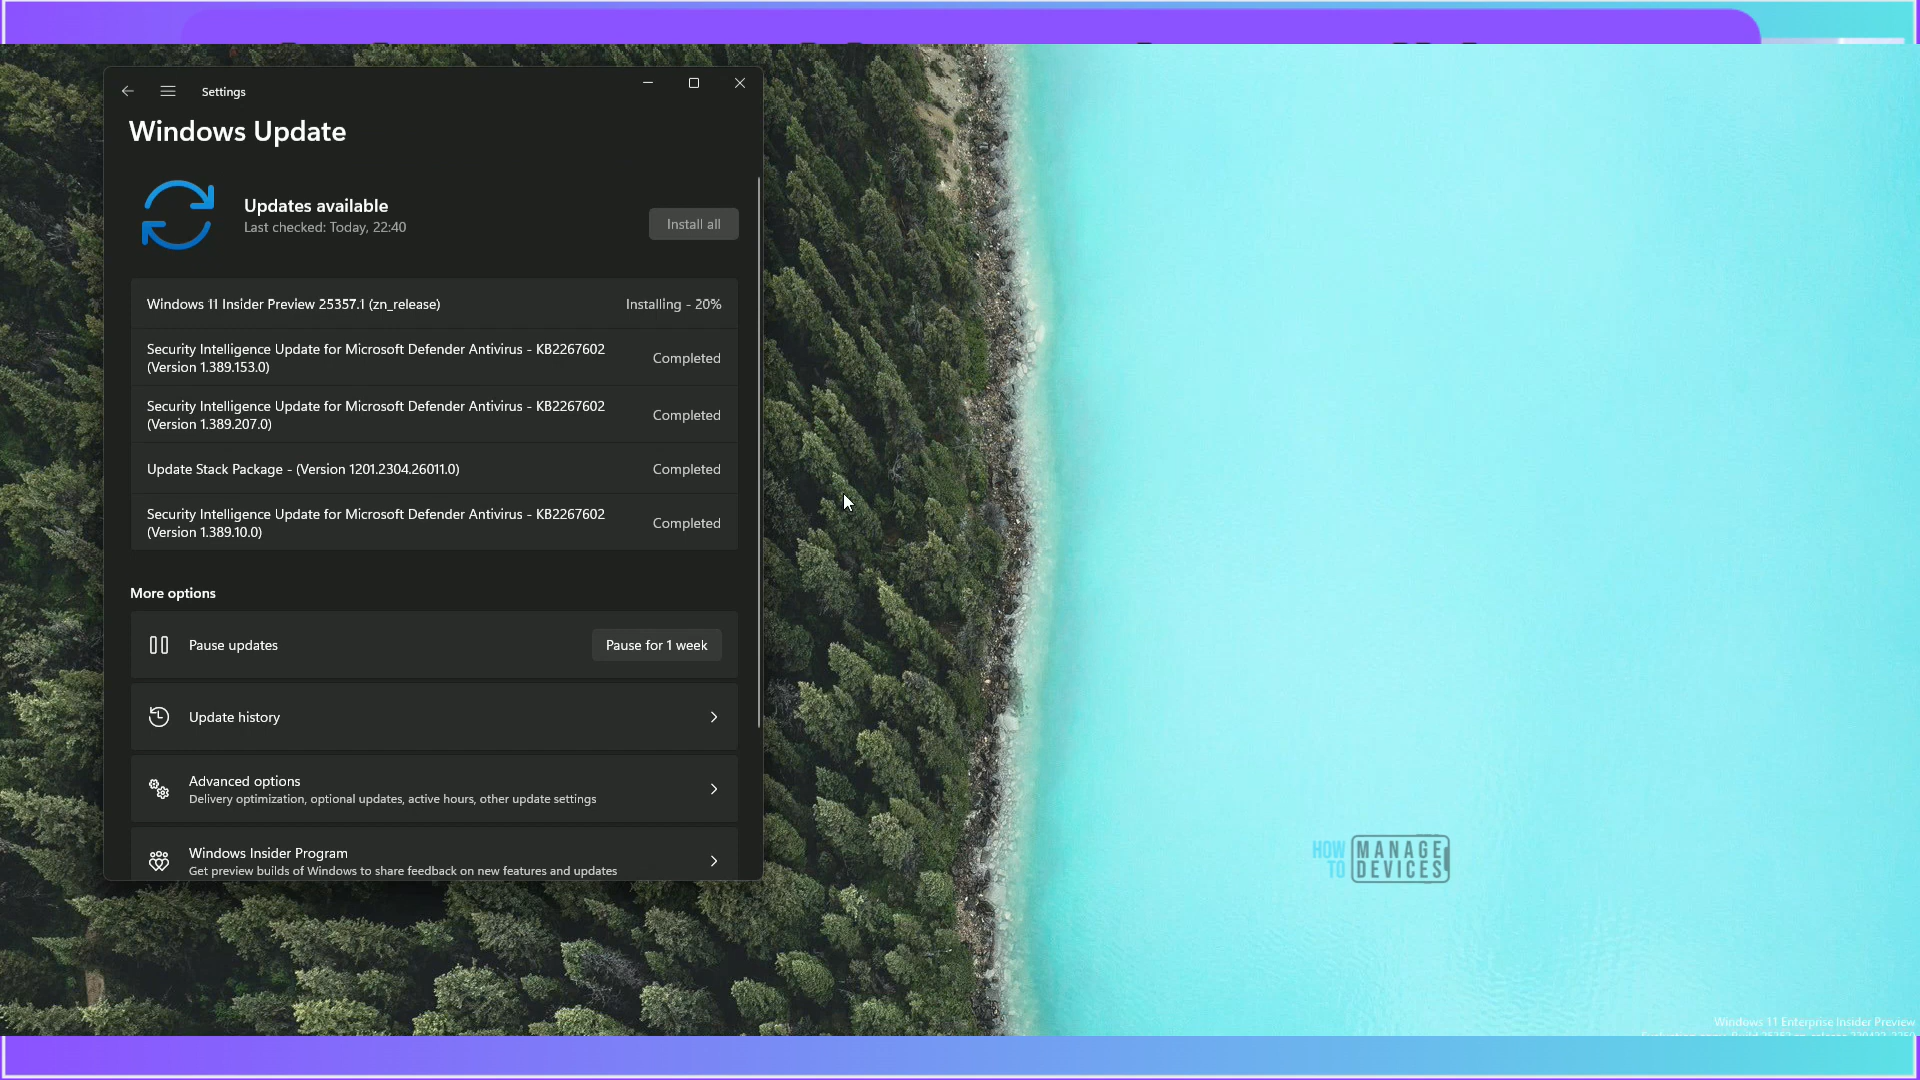 Settings
Windows Update
Updates available
Last checked: Today, 22:40
Install all
Windows 11 Insider Preview 25357.1 (zn_release)
Installing - 20%
Security Intelligence Update for Microsoft Defender Antivirus - KB2267602
(Version 1.389.153.0)
Completed
Security Intelligence Update for Microsoft Defender Antivirus - KB2267602
(Version 1.389.207.0)
Completed
Update Stack Package - (Version 1201.2304.26011.0)
Completed
Security Intelligence Update for Microsoft Defender Antivirus - KB2267602
(Version 1.389.10.0)
Completed
More options
Pause updates
Pause for 1 week
Update history
Advanced options
Delivery optimization, optional updates, active hours, other update settings
Windows Insider Program
Get preview builds of Windows to share feedback on new features and updates
HOW TO
MANAGE
DEVICES
Windows 11 Enterprise Insider Preview